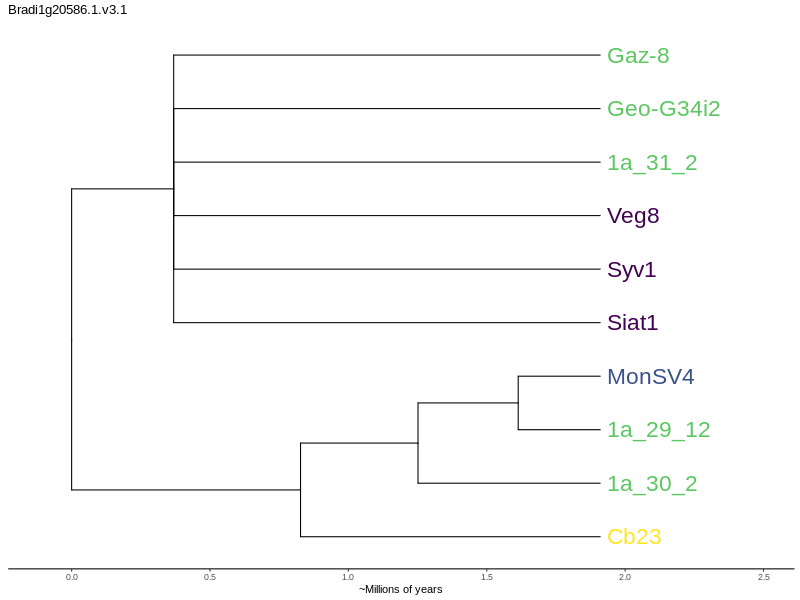 Bradi1g20586.1.v3.1
Gaz-8
Geo-G34i2
1a_31_2
Veg8
Syv1
Siat1
MonSV4
1a_29_12
1a_30_2
Cb23
0.0 0.5 1.0 1.5 2.0 2.5
~Millions of years